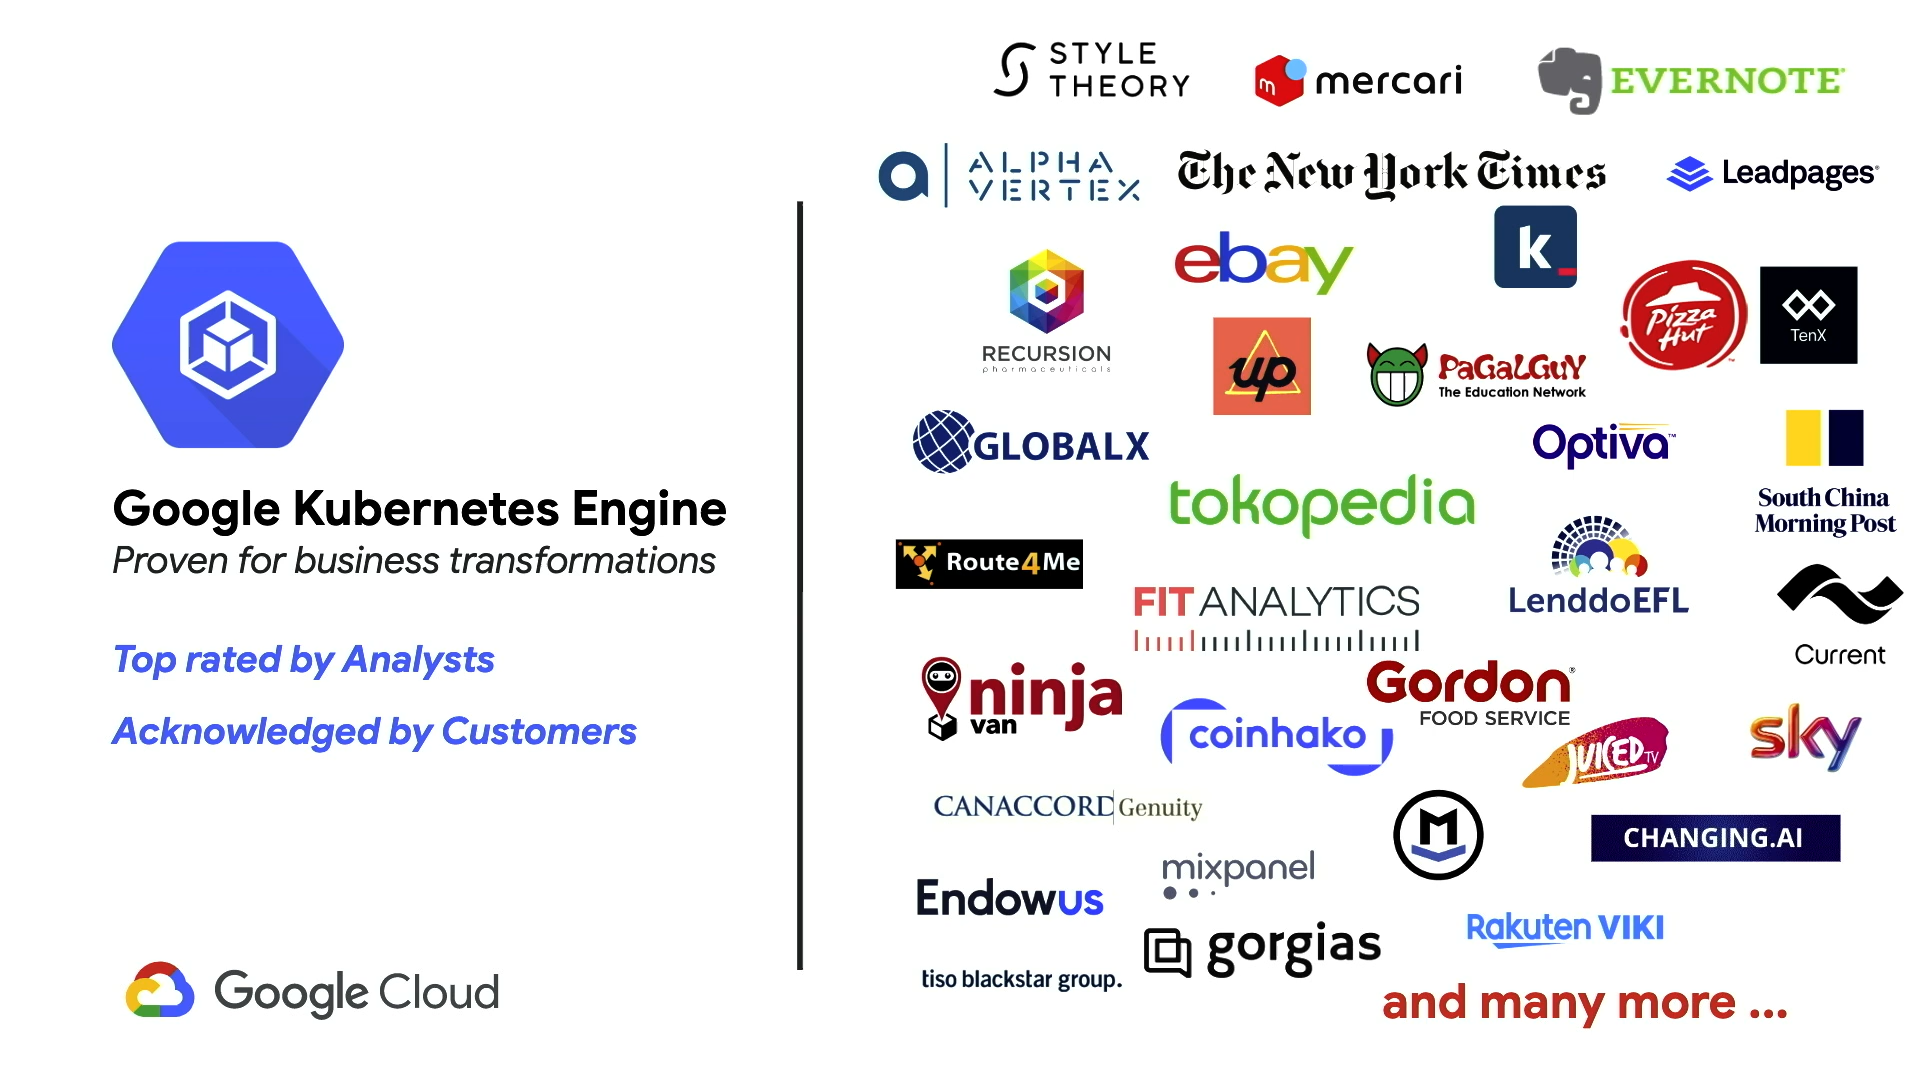 Google Kubernetes Engine
Proven for business transformations
Top rated by Analysts
Acknowledged by Customers
Google Cloud
STYLE
THEORY
m
mercari
EVERNOTE®
a
ALPHA
VERTEX
The New York Times
Leadpages®
ebay
k_
RECURSION
pharmaceuticals
up
PaGaLGuY
The Education Network
Pizza
Hut™
TenX
GLOBALX
Optiva™
tokopedia
South China
Morning Post
Route4Me
FIT ANALYTICS
LenddoEFL
Current
ninja
van
Gordon®
FOOD SERVICE
coinhako
JUICED TV
sky
CANACCORD Genuity
M
CHANGING.AI
mixpanel
Endowus
gorgias
Rakuten VIKI
tiso blackstar group.
and many more ...